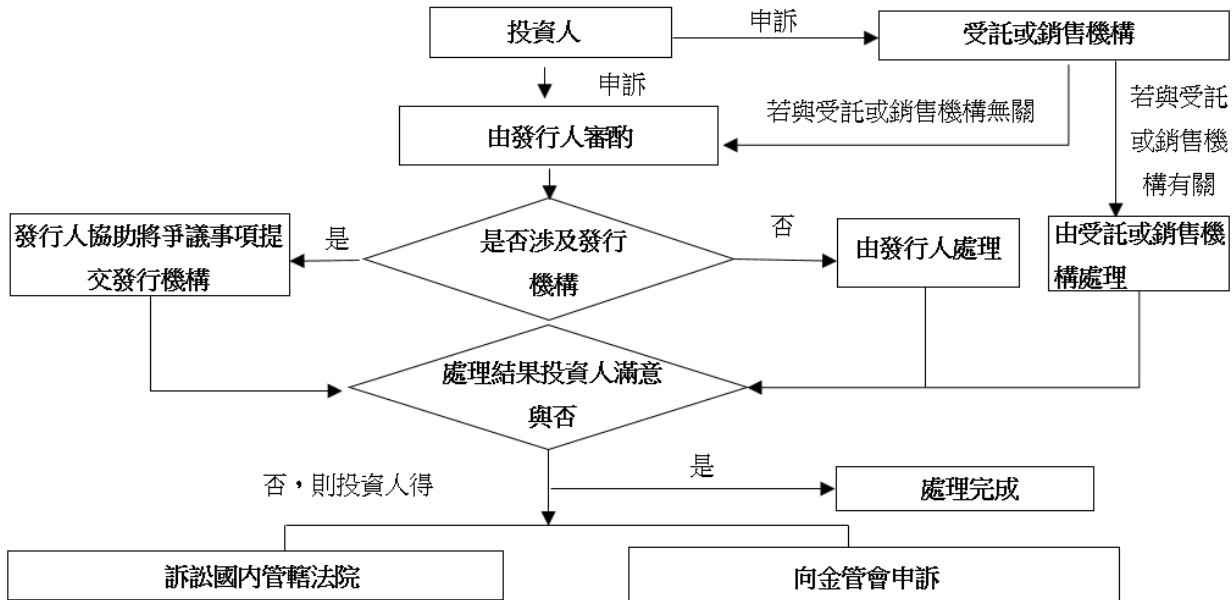 投資人
申訴
受託或銷售機構
申訴
若與受託或銷售機構無關
若與受託
或銷售機
構有關
由發行人審酌
發行人協助將爭議事項提
交發行機構
是
是否涉及發行
機構
否
由發行人處理
由受託或銷售機
構處理
處理結果投資人滿意
與否
否，則投資人得
是
處理完成
訴訟國內管轄法院
向金管會申訴